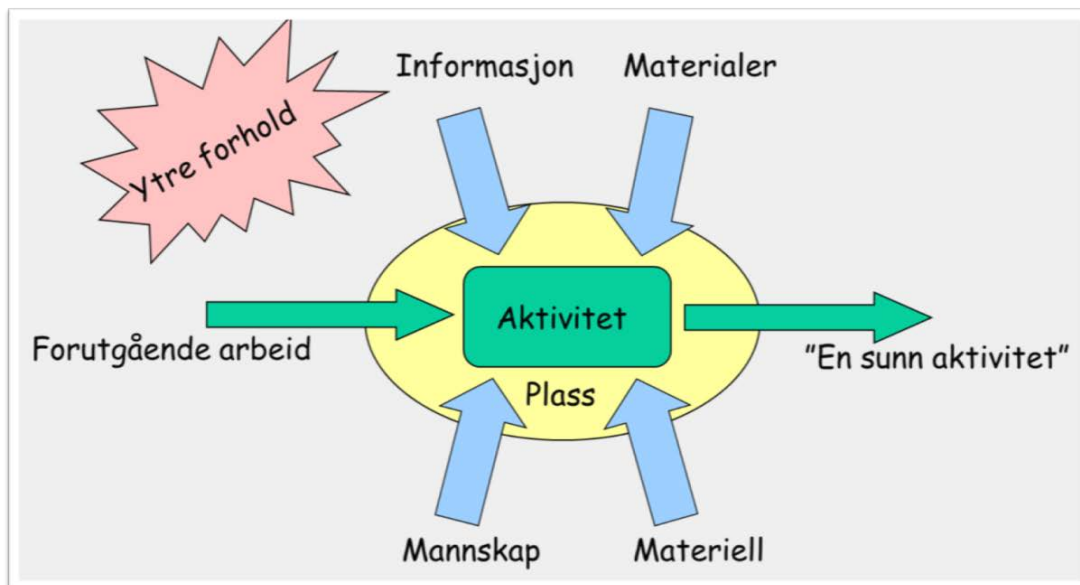 Informasjon
Materialer
Ytre forhold
Aktivitet
Forutgående arbeid
”En sunn aktivitet”
Plass
Mannskap
Materiell